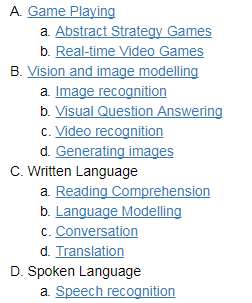 A. Game Playing
a. Abstract Strategy Games
b. Real-time Video Games
B. Vision and image modelling
a. Image recognition
b. Visual Question Answering
c. Video recognition
d. Generating images
C. Written Language
a. Reading Comprehension
b. Language Modelling
c. Conversation
d. Translation
D. Spoken Language
a. Speech recognition